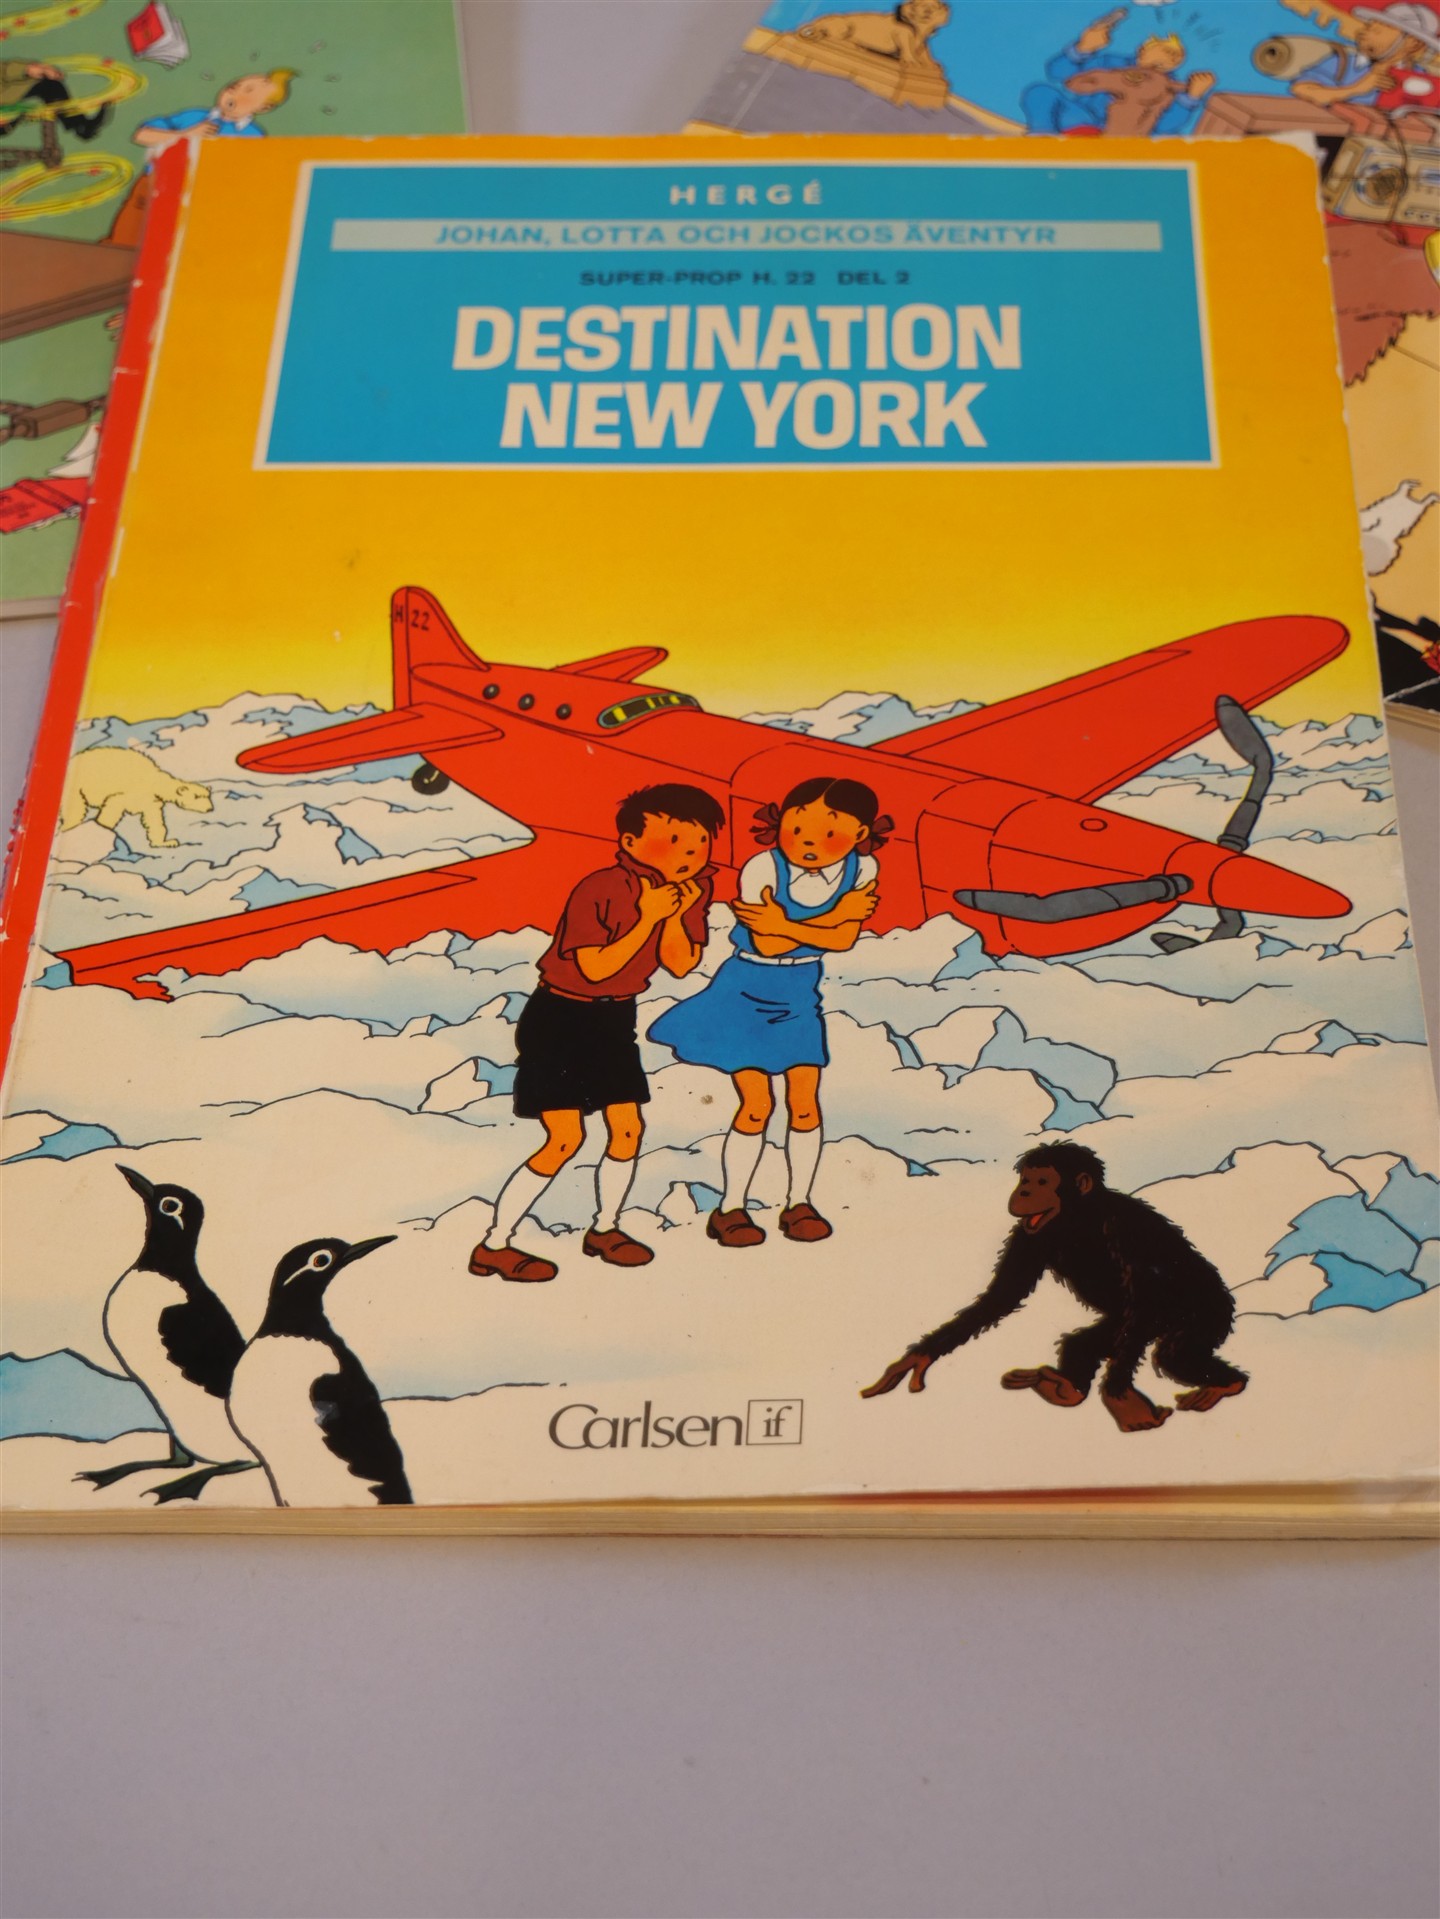 HERGÉ
JOHAN, LOTTA OCH JOCKOS ÄVENTYR
SUPER-PROP H. 22 DEL 2
DESTINATION
NEW YORK
H 22
Carlsen if